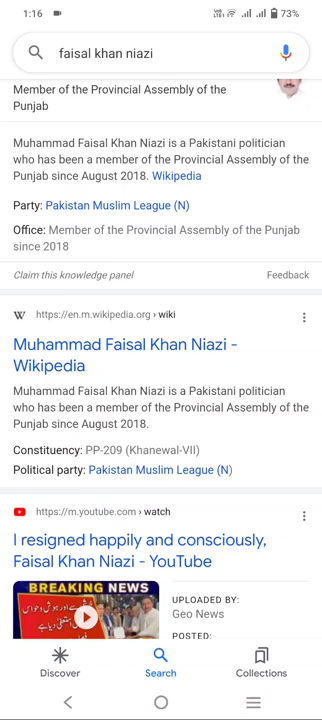 1:16
73%
faisal khan niazi
Member of the Provincial Assembly of the
Punjab
Muhammad Faisal Khan Niazi is a Pakistani politician
who has been a member of the Provincial Assembly of the
Punjab since August 2018. Wikipedia
Party: Pakistan Muslim League (N)
Office: Member of the Provincial Assembly of the Punjab
since 2018
Claim this knowledge panel
Feedback
W https://en.m.wikipedia.org › wiki
Muhammad Faisal Khan Niazi -
Wikipedia
Muhammad Faisal Khan Niazi is a Pakistani politician
who has been a member of the Provincial Assembly of the
Punjab since August 2018.
Constituency: PP-209 (Khanewal-VII)
Political party: Pakistan Muslim League (N)
https://m.youtube.com › watch
I resigned happily and consciously,
Faisal Khan Niazi - YouTube
BREAKING NEWS
UPLOADED BY:
Geo News
POSTED:
Discover
Search
Collections